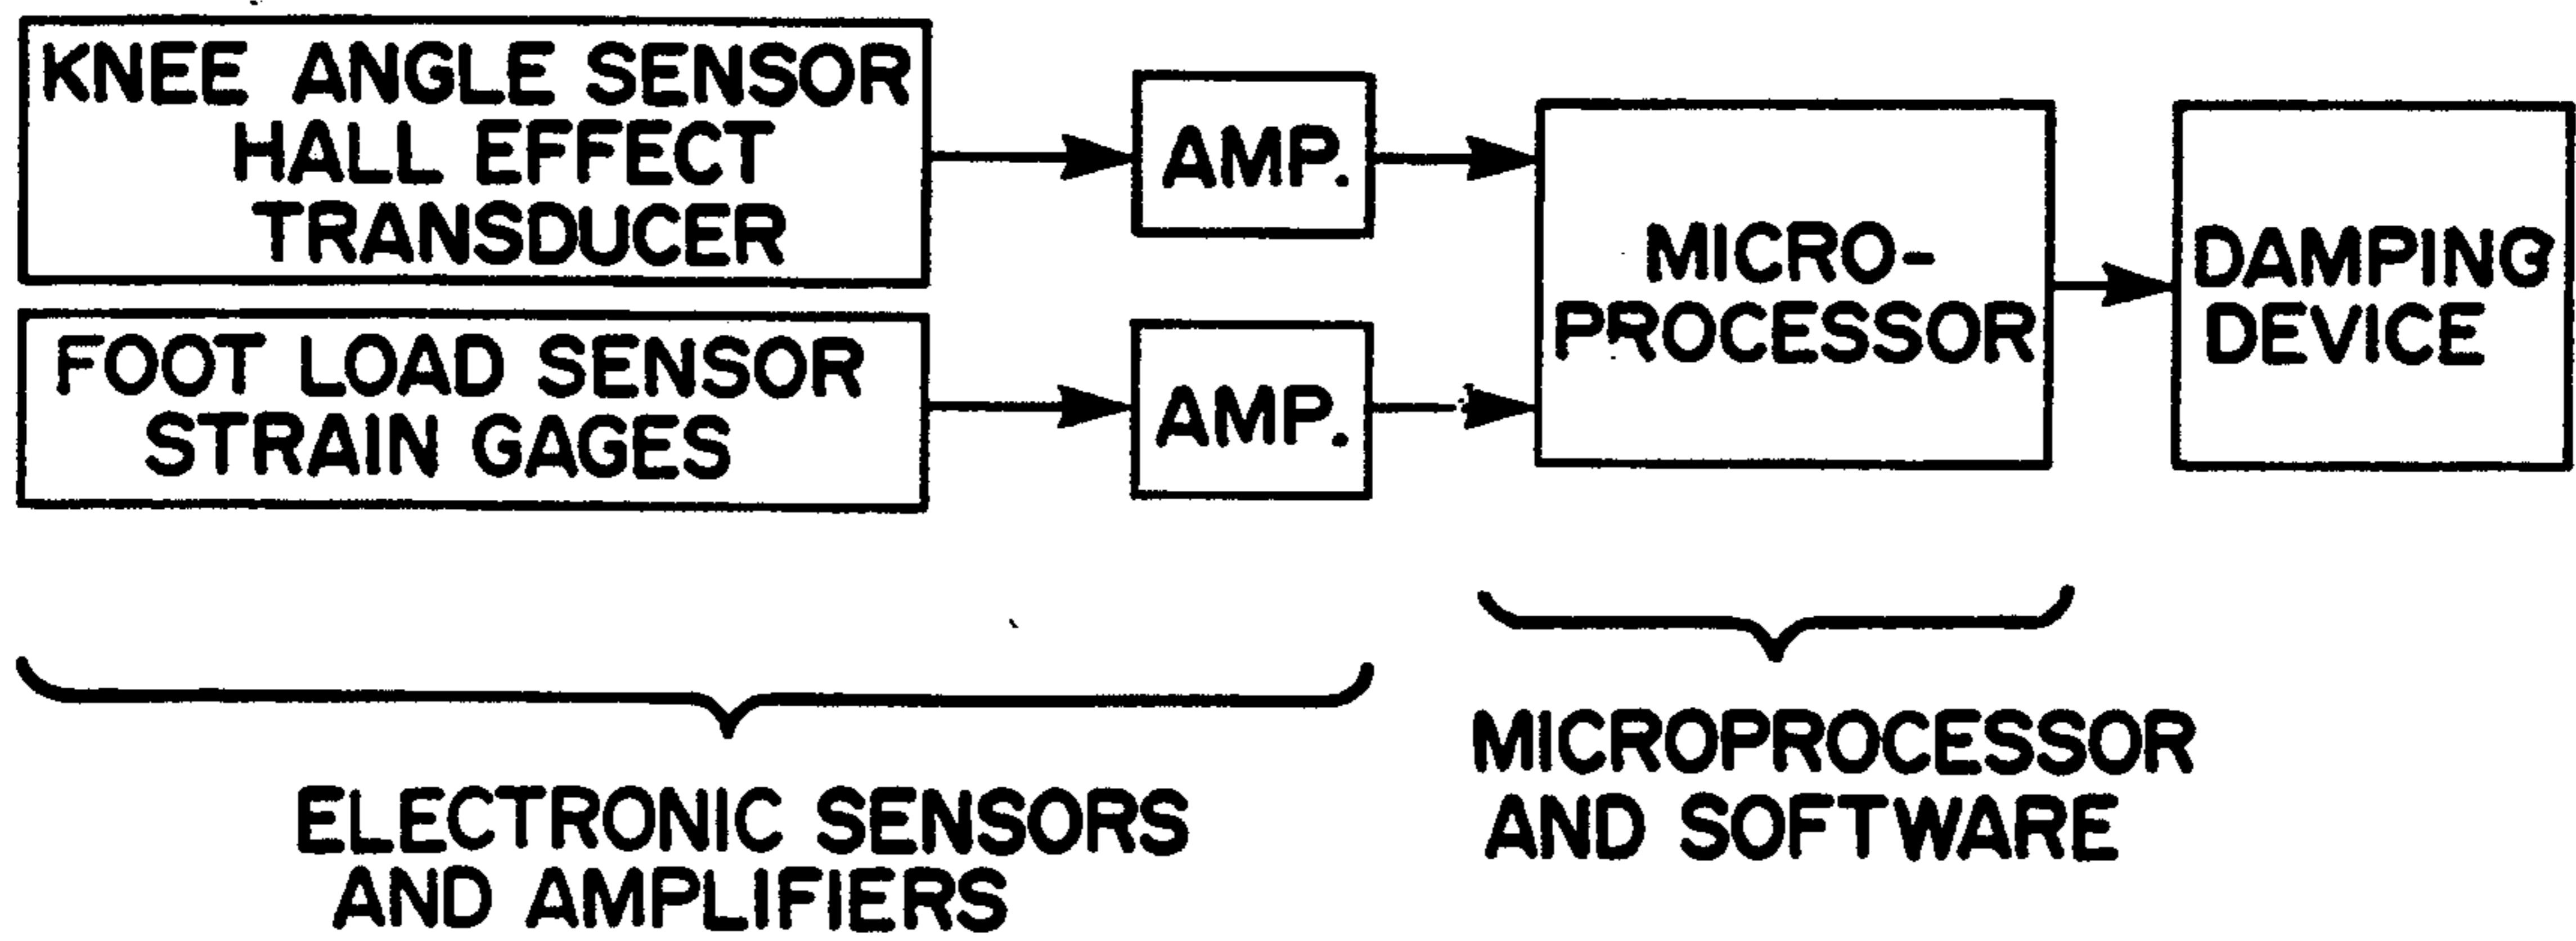 KNEE ANGLE SENSOR
HALL EFFECT
TRANSDUCER
AMP.
FOOT LOAD SENSOR
STRAIN GAGES
AMP.
MICRO-
PROCESSOR
DAMPING
DEVICE
ELECTRONIC SENSORS
AND AMPLIFIERS
MICROPROCESSOR
AND SOFTWARE